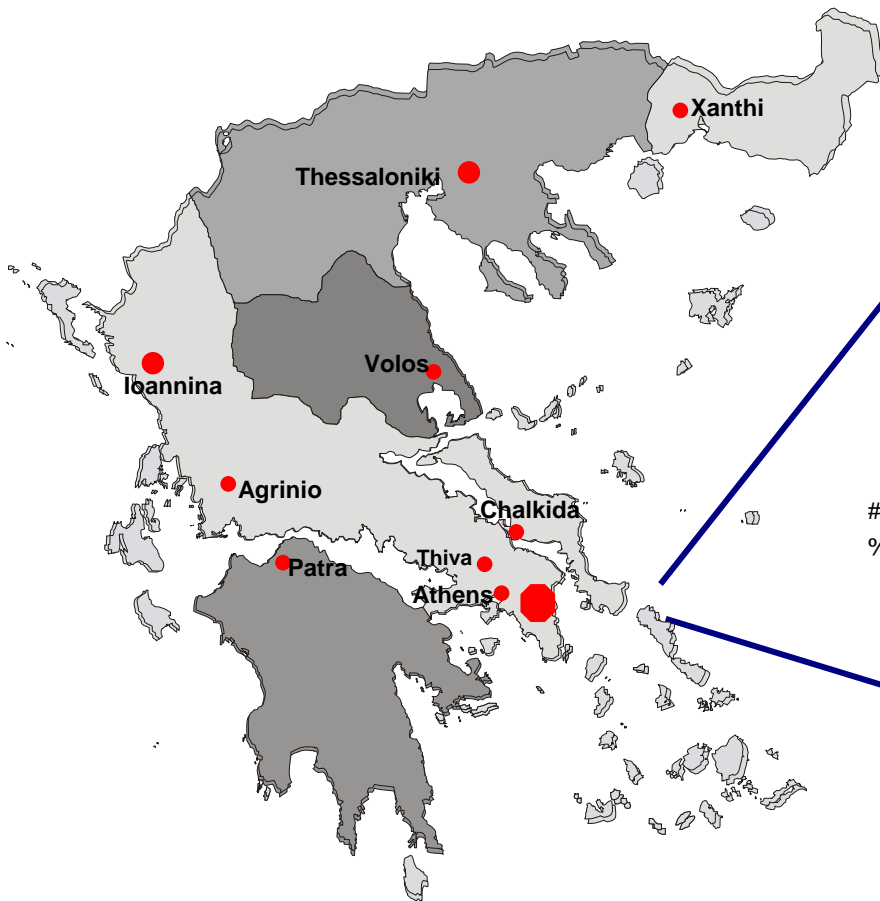 Xanthi
Thessaloniki
Volos
Ioannina
Agrinio
Chalkida
#
%
Thiva
Patra
Athens